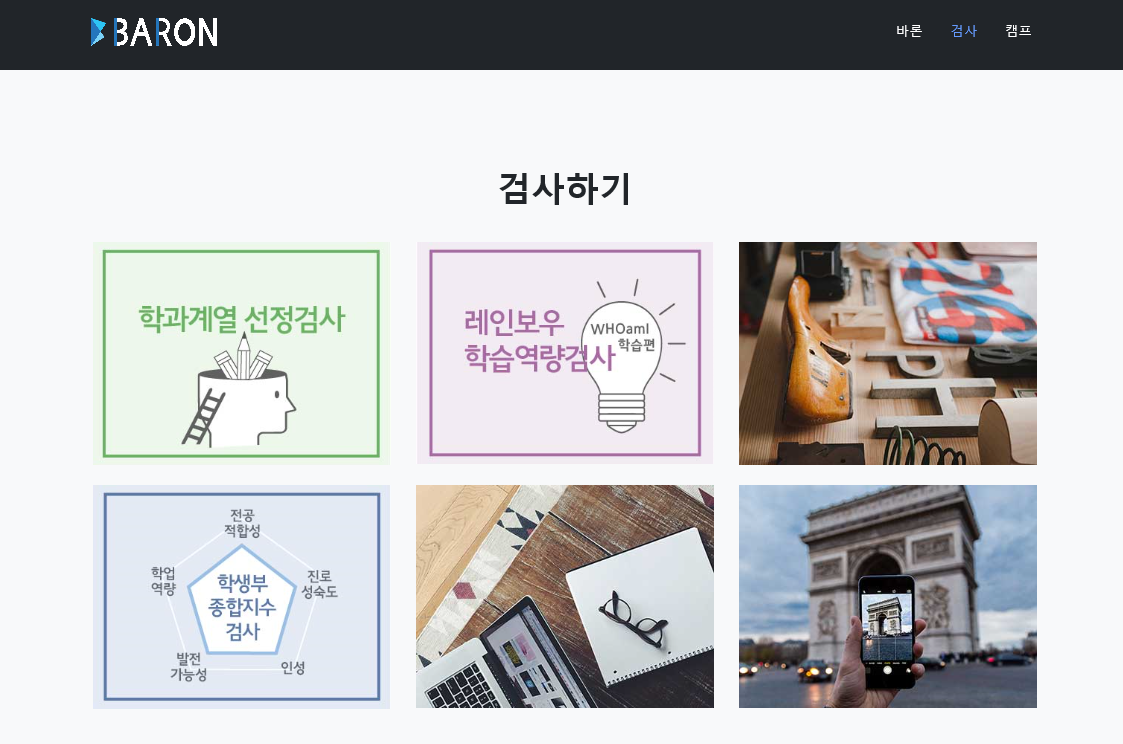 BARON
바론
검사
캠프
검사하기
학과계열 선정검사
레인보우
학습역량검사
WHOamI
학습편
전공
적합성
학업
역량
진로
성숙도
학생부
종합지수
검사
발전
가능성
인성